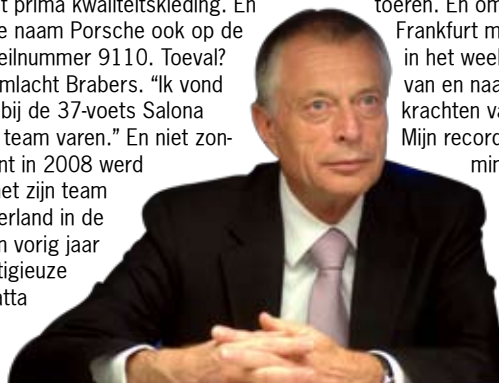 t prima kwaliteitskleding. En
e naam Porsche ook op de
eilnummer 9110. Toeval?
mlacht Brabers. “Ik vond
bij de 37-voets Salona
team varen.” En niet zon-
nt in 2008 werd
net zijn team
erland in de
n vorig jaar
tigieuze
atta
toeren. En om
Frankfurt m
in het week
van en naa
krachten va
Mijn record
min